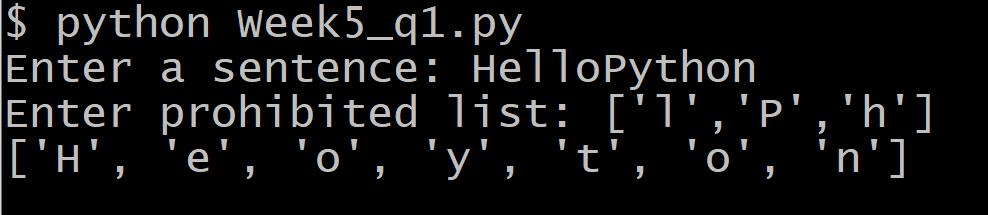 $ python Week5_q1.py
Enter a sentence: HelloPython
Enter prohibited list: ['l','P','h']
['H', 'e', 'o', 'y', 't', 'o', 'n']